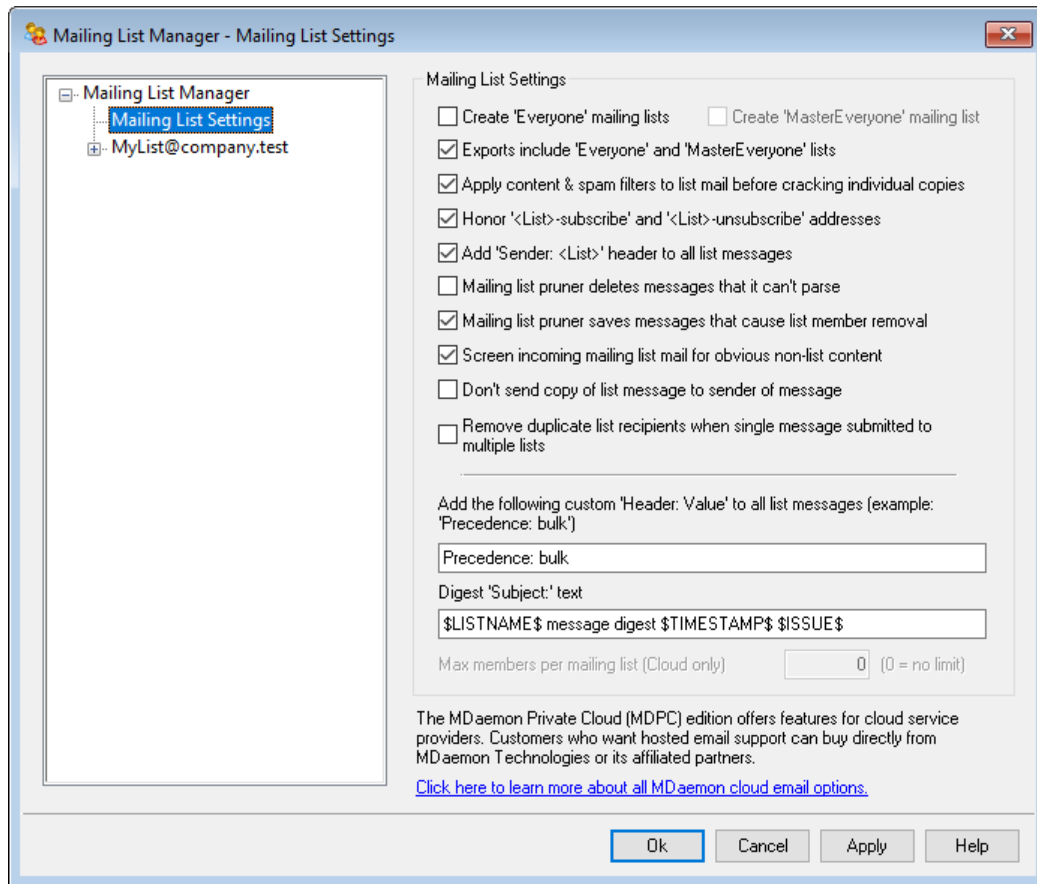 Mailing List Manager - Mailing List Settings
Mailing List Manager
Mailing List Settings
MyList@company.test
Mailing List Settings
Create 'Everyone' mailing lists
Create 'MasterEveryone' mailing list
Exports include 'Everyone' and 'MasterEveryone' lists
Apply content & spam filters to list mail before cracking individual copies
Honor '<List>-subscribe' and '<List>-unsubscribe' addresses
Add 'Sender: <List>' header to all list messages
Mailing list pruner deletes messages that it can't parse
Mailing list pruner saves messages that cause list member removal
Screen incoming mailing list mail for obvious non-list content
Don't send copy of list message to sender of message
Remove duplicate list recipients when single message submitted to
multiple lists
Add the following custom 'Header: Value' to all list messages (example:
'Precedence: bulk')
Precedence: bulk
Digest 'Subject:' text
$LISTNAME$ message digest $TIMESTAMP$ $ISSUE$
Max members per mailing list (Cloud only)
0
(0 = no limit)
The MDaemon Private Cloud (MDPC) edition offers features for cloud service
providers. Customers who want hosted email support can buy directly from
MDaemon Technologies or its affiliated partners.
Click here to learn more about all MDaemon cloud email options.
Ok
Cancel
Apply
Help